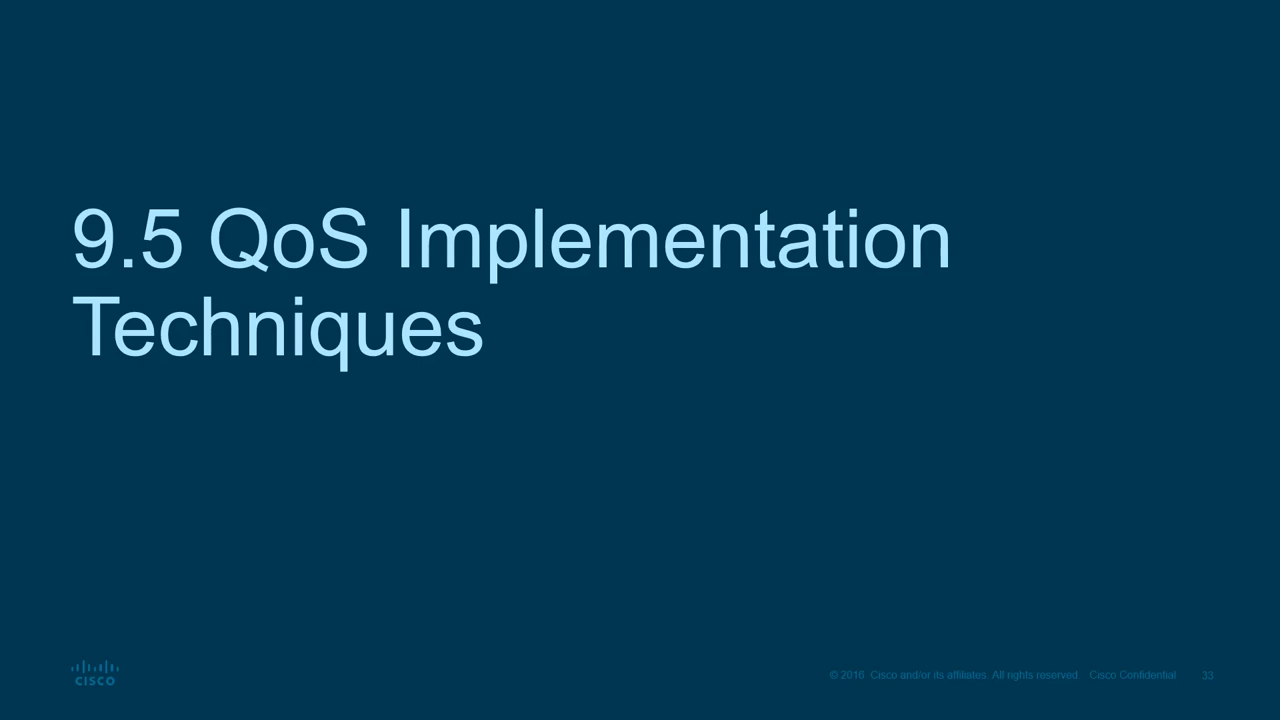 9.5 QoS Implementation
Techniques
CISCO
© 2016 Cisco and/or its affiliates. All rights reserved. Cisco Confidential 33